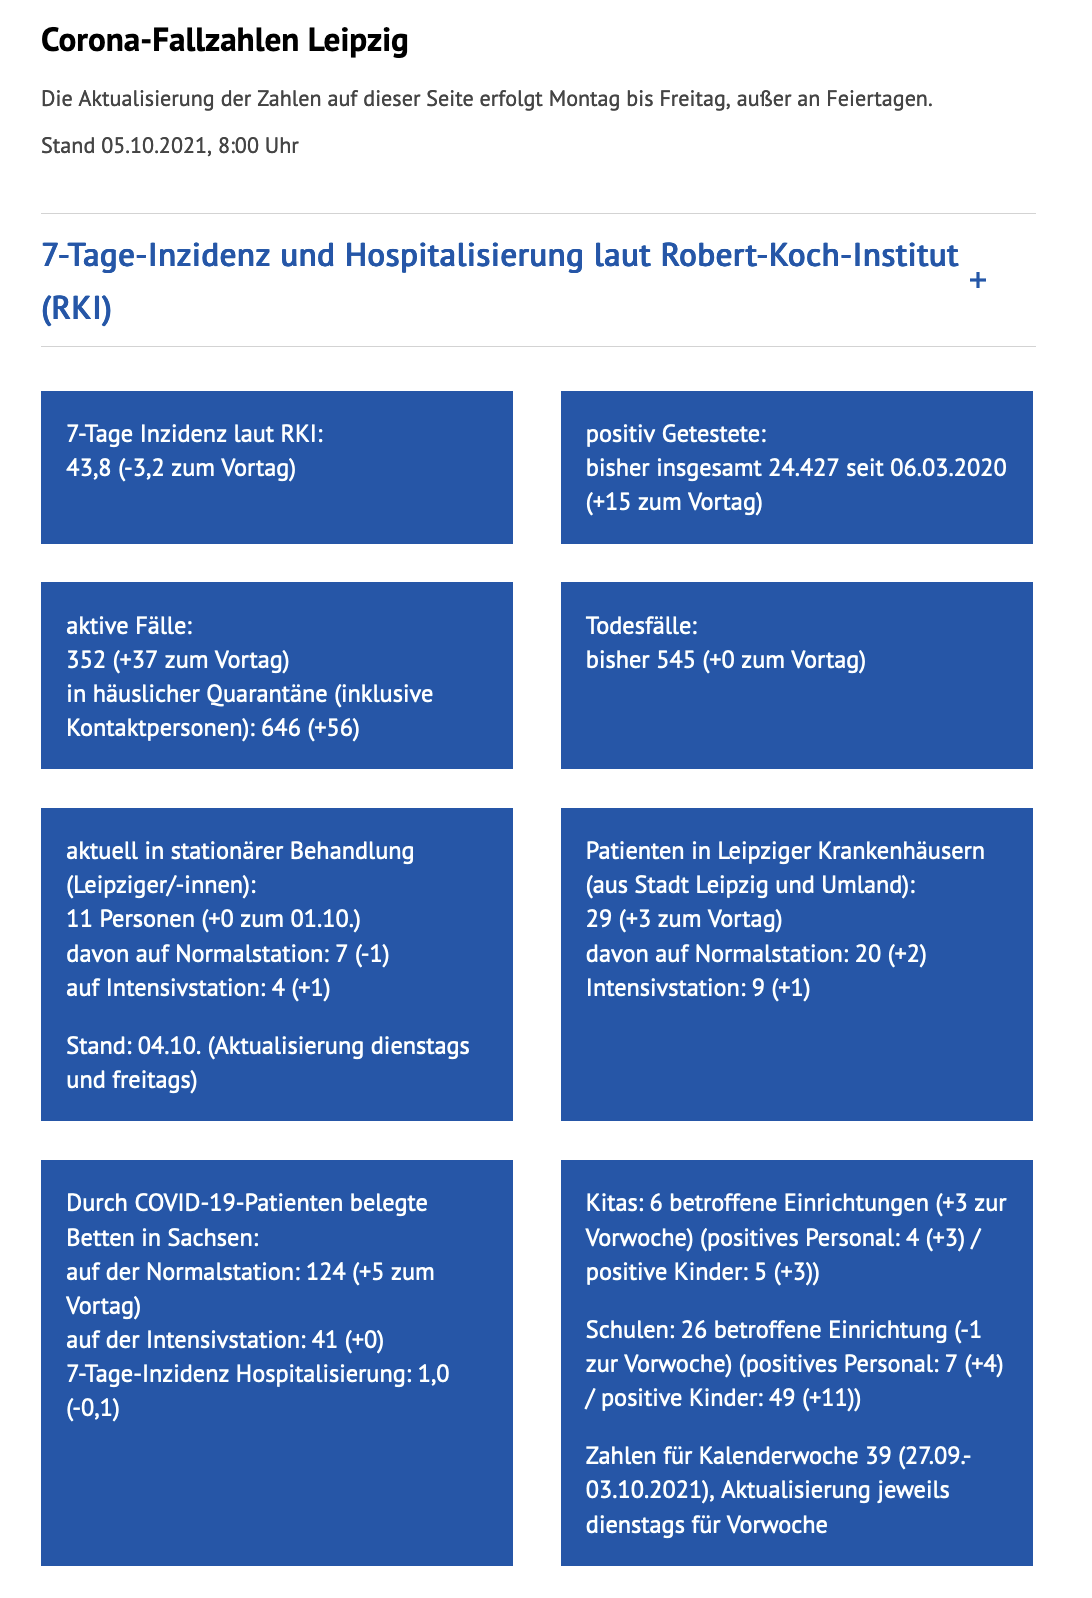 Corona-Fallzahlen Leipzig
Die Aktualisierung der Zahlen auf dieser Seite erfolgt Montag bis Freitag, außer an Feiertagen.
Stand 05.10.2021, 8:00 Uhr
7-Tage-Inzidenz und Hospitalisierung laut Robert-Koch-Institut
(RKI)
+
7-Tage Inzidenz laut RKI:
43,8 (-3,2 zum Vortag)
positiv Getestete:
bisher insgesamt 24.427 seit 06.03.2020
(+15 zum Vortag)
aktive Fälle:
352 (+37 zum Vortag)
in häuslicher Quarantäne (inklusive
Kontaktpersonen): 646 (+56)
Todesfälle:
bisher 545 (+0 zum Vortag)
aktuell in stationärer Behandlung
(Leipziger/-innen):
11 Personen (+0 zum 01.10.)
davon auf Normalstation: 7 (-1)
auf Intensivstation: 4 (+1)
Stand: 04.10. (Aktualisierung dienstags
und freitags)
Patienten in Leipziger Krankenhäusern
(aus Stadt Leipzig und Umland):
29 (+3 zum Vortag)
davon auf Normalstation: 20 (+2)
Intensivstation: 9 (+1)
Durch COVID-19-Patienten belegte
Betten in Sachsen:
auf der Normalstation: 124 (+5 zum
Vortag)
auf der Intensivstation: 41 (+0)
7-Tage-Inzidenz Hospitalisierung: 1,0
(-0,1)
Kitas: 6 betroffene Einrichtungen (+3 zur
Vorwoche) (positives Personal: 4 (+3) /
positive Kinder: 5 (+3))
Schulen: 26 betroffene Einrichtung (-1
zur Vorwoche) (positives Personal: 7 (+4)
/ positive Kinder: 49 (+11))
Zahlen für Kalenderwoche 39 (27.09.-
03.10.2021), Aktualisierung jeweils
dienstags für Vorwoche